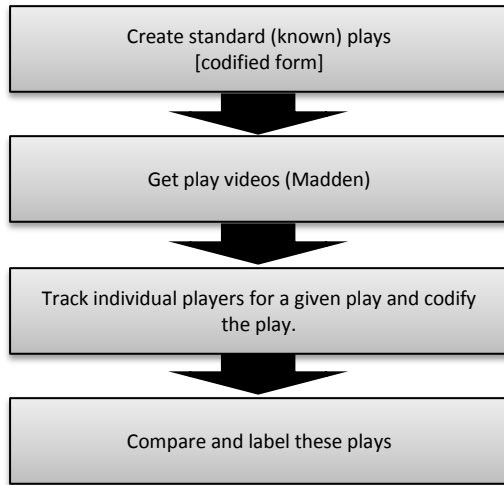 Create standard (known) plays
[codified form]
Get play videos (Madden)
Track individual players for a given play and codify
the play.
Compare and label these plays